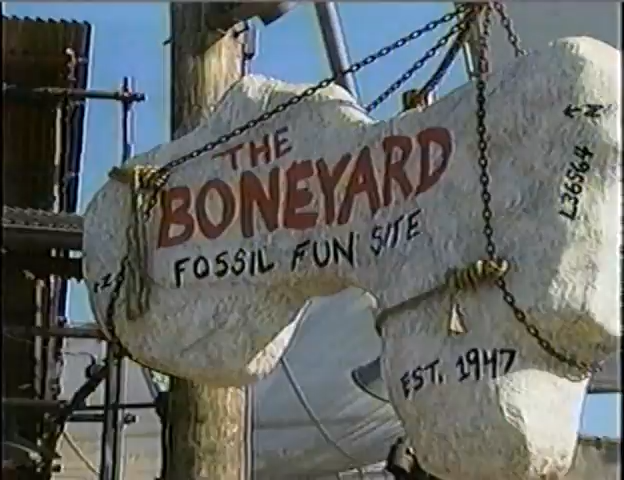 THE
BONEYARD
FOSSIL FUN SITE
EST. 1947
N
L36564